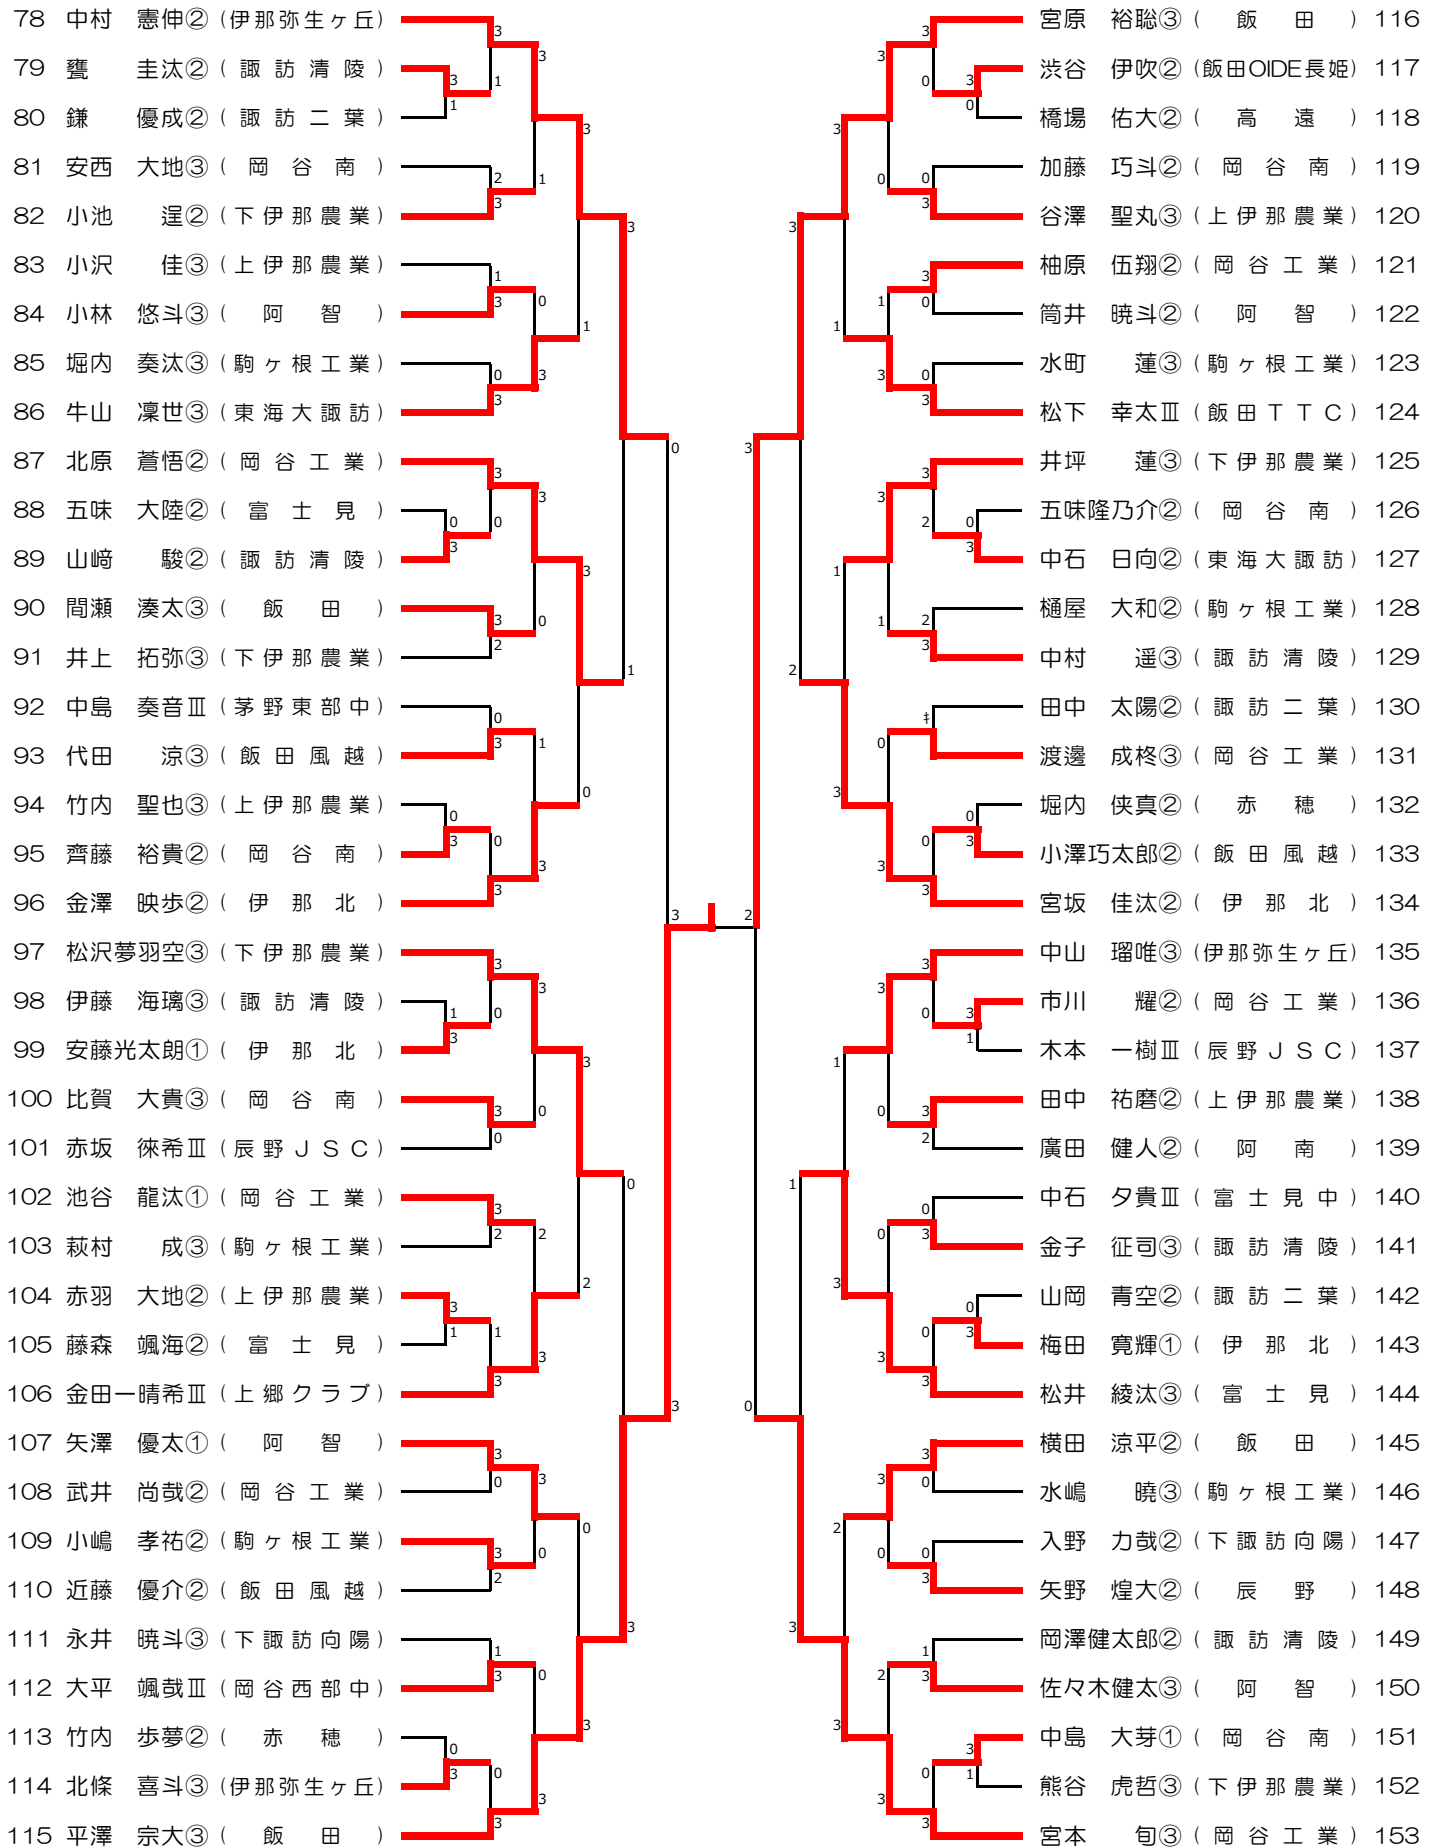 78 中村 憲伸② (伊那弥生ヶ丘)
79 甕 圭汰② (諏訪清陵)
80 鎌 優成② (諏訪二葉)
81 安西 大地③ (岡谷南)
82 小池 逞② (下伊那農業)
83 小沢 佳③ (上伊那農業)
84 小林 悠斗③ (阿智)
85 堀内 奏汰③ (駒ヶ根工業)
86 牛山 凜世③ (東海大諏訪)
87 北原 蒼悟② (岡谷工業)
88 五味 大陸② (富士見)
89 山﨑 駿② (諏訪清陵)
90 間瀬 湊太③ (飯田)
91 井上 拓弥③ (下伊那農業)
92 中島 奏音Ⅲ (茅野東部中)
93 代田 涼③ (飯田風越)
94 竹内 聖也③ (上伊那農業)
95 齊藤 裕貴② (岡谷南)
96 金澤 映歩② (伊那北)
97 松沢夢羽空③ (下伊那農業)
98 伊藤 海璃③ (諏訪清陵)
99 安藤光太朗① (伊那北)
100 比賀 大貴③ (岡谷南)
101 赤坂 徠希Ⅲ (辰野JSC)
102 池谷 龍汰① (岡谷工業)
103 萩村 成③ (駒ヶ根工業)
104 赤羽 大地② (上伊那農業)
105 藤森 颯海② (富士見)
106 金田一晴希Ⅲ (上郷クラブ)
107 矢澤 優太① (阿智)
108 武井 尚哉② (岡谷工業)
109 小嶋 孝祐② (駒ヶ根工業)
110 近藤 優介② (飯田風越)
111 永井 暁斗③ (下諏訪向陽)
112 大平 颯哉Ⅲ (岡谷西部中)
113 竹内 歩夢② (赤穂)
114 北條 喜斗③ (伊那弥生ヶ丘)
115 平澤 宗大③ (飯田)
宮原 裕聡③ (飯田) 116
渋谷 伊吹② (飯田OIDE長姫) 117
橋場 佑大② (高遠) 118
加藤 巧斗② (岡谷南) 119
谷澤 聖丸③ (上伊那農業) 120
柚原 伍翔② (岡谷工業) 121
筒井 暁斗② (阿智) 122
水町 蓮③ (駒ヶ根工業) 123
松下 幸太Ⅲ (飯田TTC) 124
井坪 蓮③ (下伊那農業) 125
五味隆乃介② (岡谷南) 126
中石 日向② (東海大諏訪) 127
樋屋 大和② (駒ヶ根工業) 128
中村 遥③ (諏訪清陵) 129
田中 太陽② (諏訪二葉) 130
渡邊 成柊③ (岡谷工業) 131
堀内 侠真② (赤穂) 132
小澤巧太郎② (飯田風越) 133
宮坂 佳汰② (伊那北) 134
中山 瑠唯③ (伊那弥生ヶ丘) 135
市川 耀② (岡谷工業) 136
木本 一樹Ⅲ (辰野JSC) 137
田中 祐磨② (上伊那農業) 138
廣田 健人② (阿南) 139
中石 夕貴Ⅲ (富士見中) 140
金子 征司③ (諏訪清陵) 141
山岡 青空② (諏訪二葉) 142
梅田 寛輝① (伊那北) 143
松井 綾汰③ (富士見) 144
横田 涼平② (飯田) 145
水嶋 暁③ (駒ヶ根工業) 146
入野 力哉② (下諏訪向陽) 147
矢野 煌大② (辰野) 148
岡澤健太郎② (諏訪清陵) 149
佐々木健太③ (阿智) 150
中島 大芽① (岡谷南) 151
熊谷 虎哲③ (下伊那農業) 152
宮本 旬③ (岡谷工業) 153